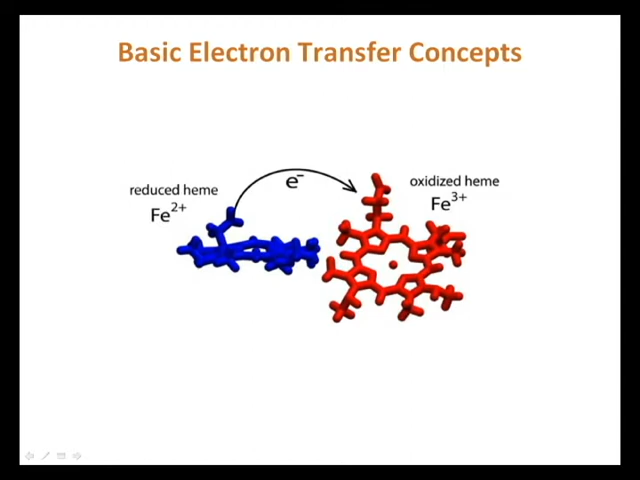 Basic Electron Transfer Concepts
reduced heme
Fe2+
e−
oxidized heme
Fe3+